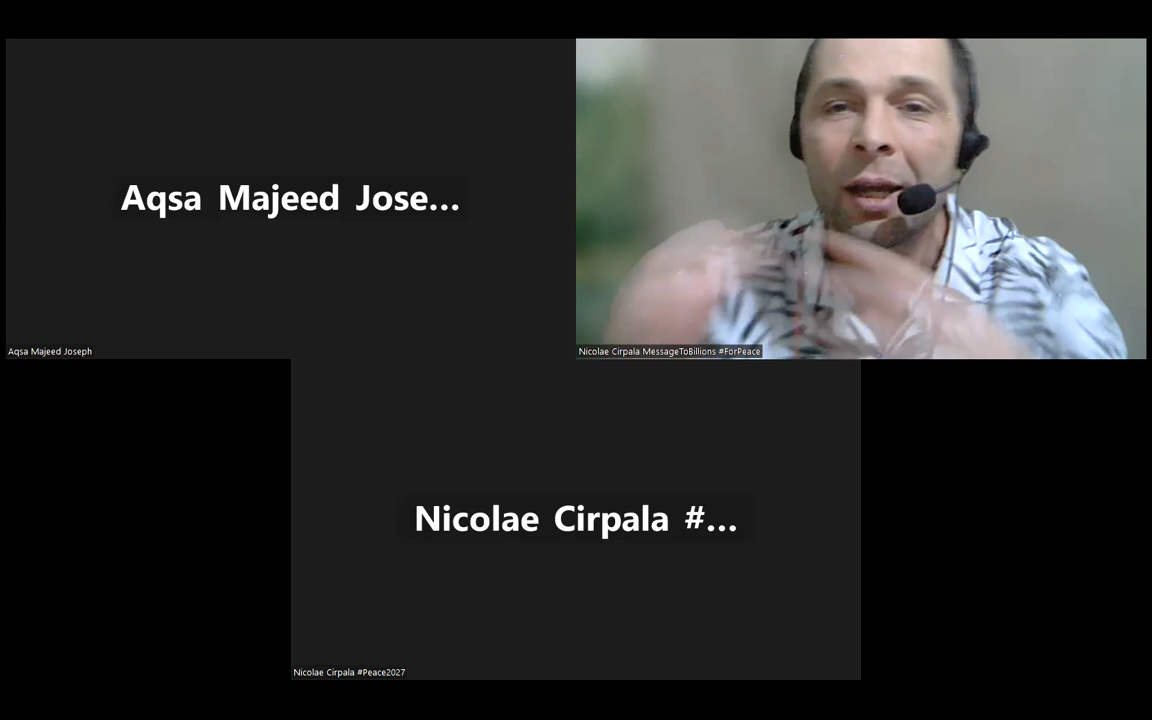 Aqsa Majeed Jose...
Aqsa Majeed Joseph
Nicolae Cirpala MessageToBillions #ForPeace
Nicolae Cirpala #...
Nicolae Cirpala #Peace2027